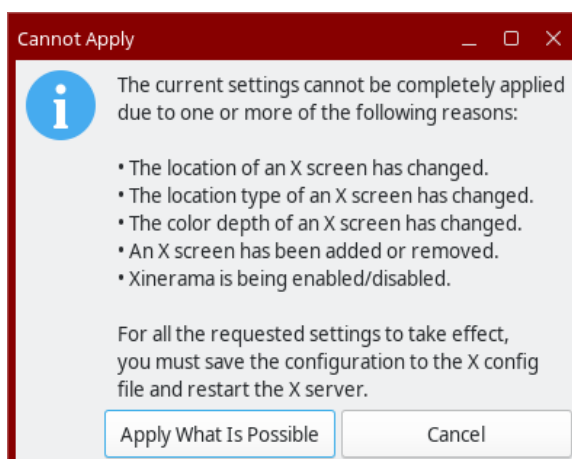 Cannot Apply
The current settings cannot be completely applied
due to one or more of the following reasons:
• The location of an X screen has changed.
• The location type of an X screen has changed.
• The color depth of an X screen has changed.
• An X screen has been added or removed.
• Xinerama is being enabled/disabled.
For all the requested settings to take effect,
you must save the configuration to the X config
file and restart the X server.
Apply What Is Possible
Cancel